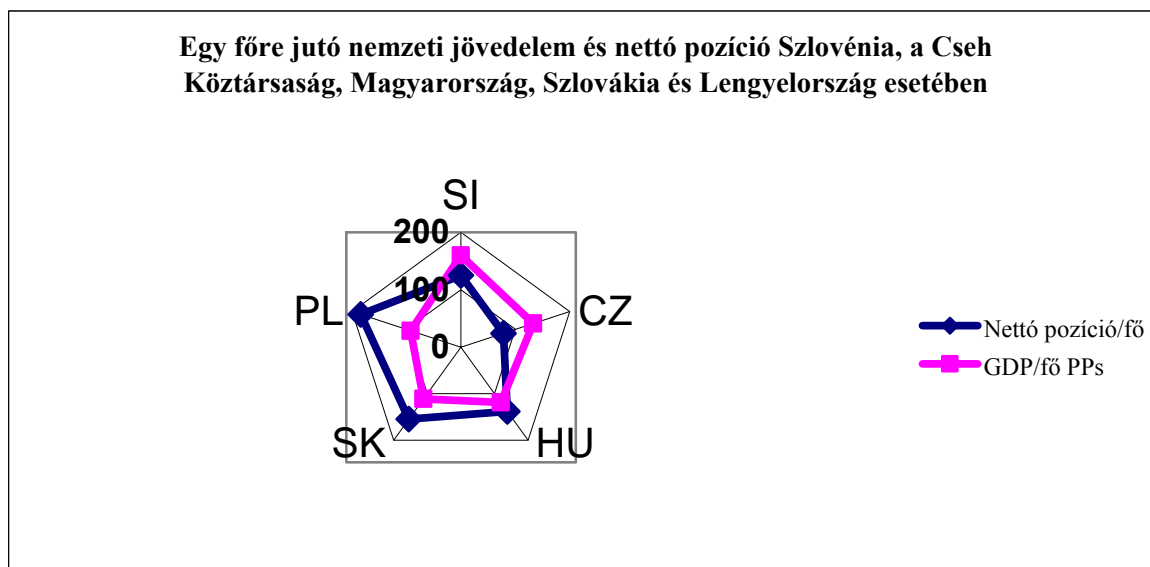 Egy főre jutó nemzeti jövedelem és nettó pozíció Szlovénia, a Cseh
Köztársaság, Magyarország, Szlovákia és Lengyelország esetében
SI
200
100
0
PL
CZ
SK
HU
Nettó pozíció/fő
GDP/fő PPs